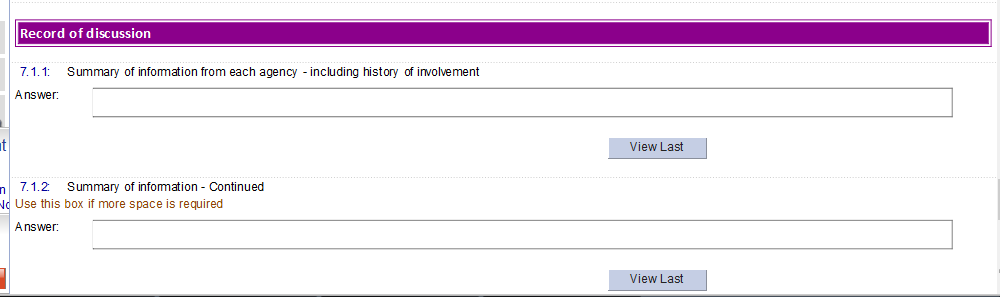 Record of discussion
7.1.1: Summary of information from each agency - including history of involvement
Answer:
View Last
7.1.2: Summary of information - Continued
Use this box if more space is required
Answer:
View Last